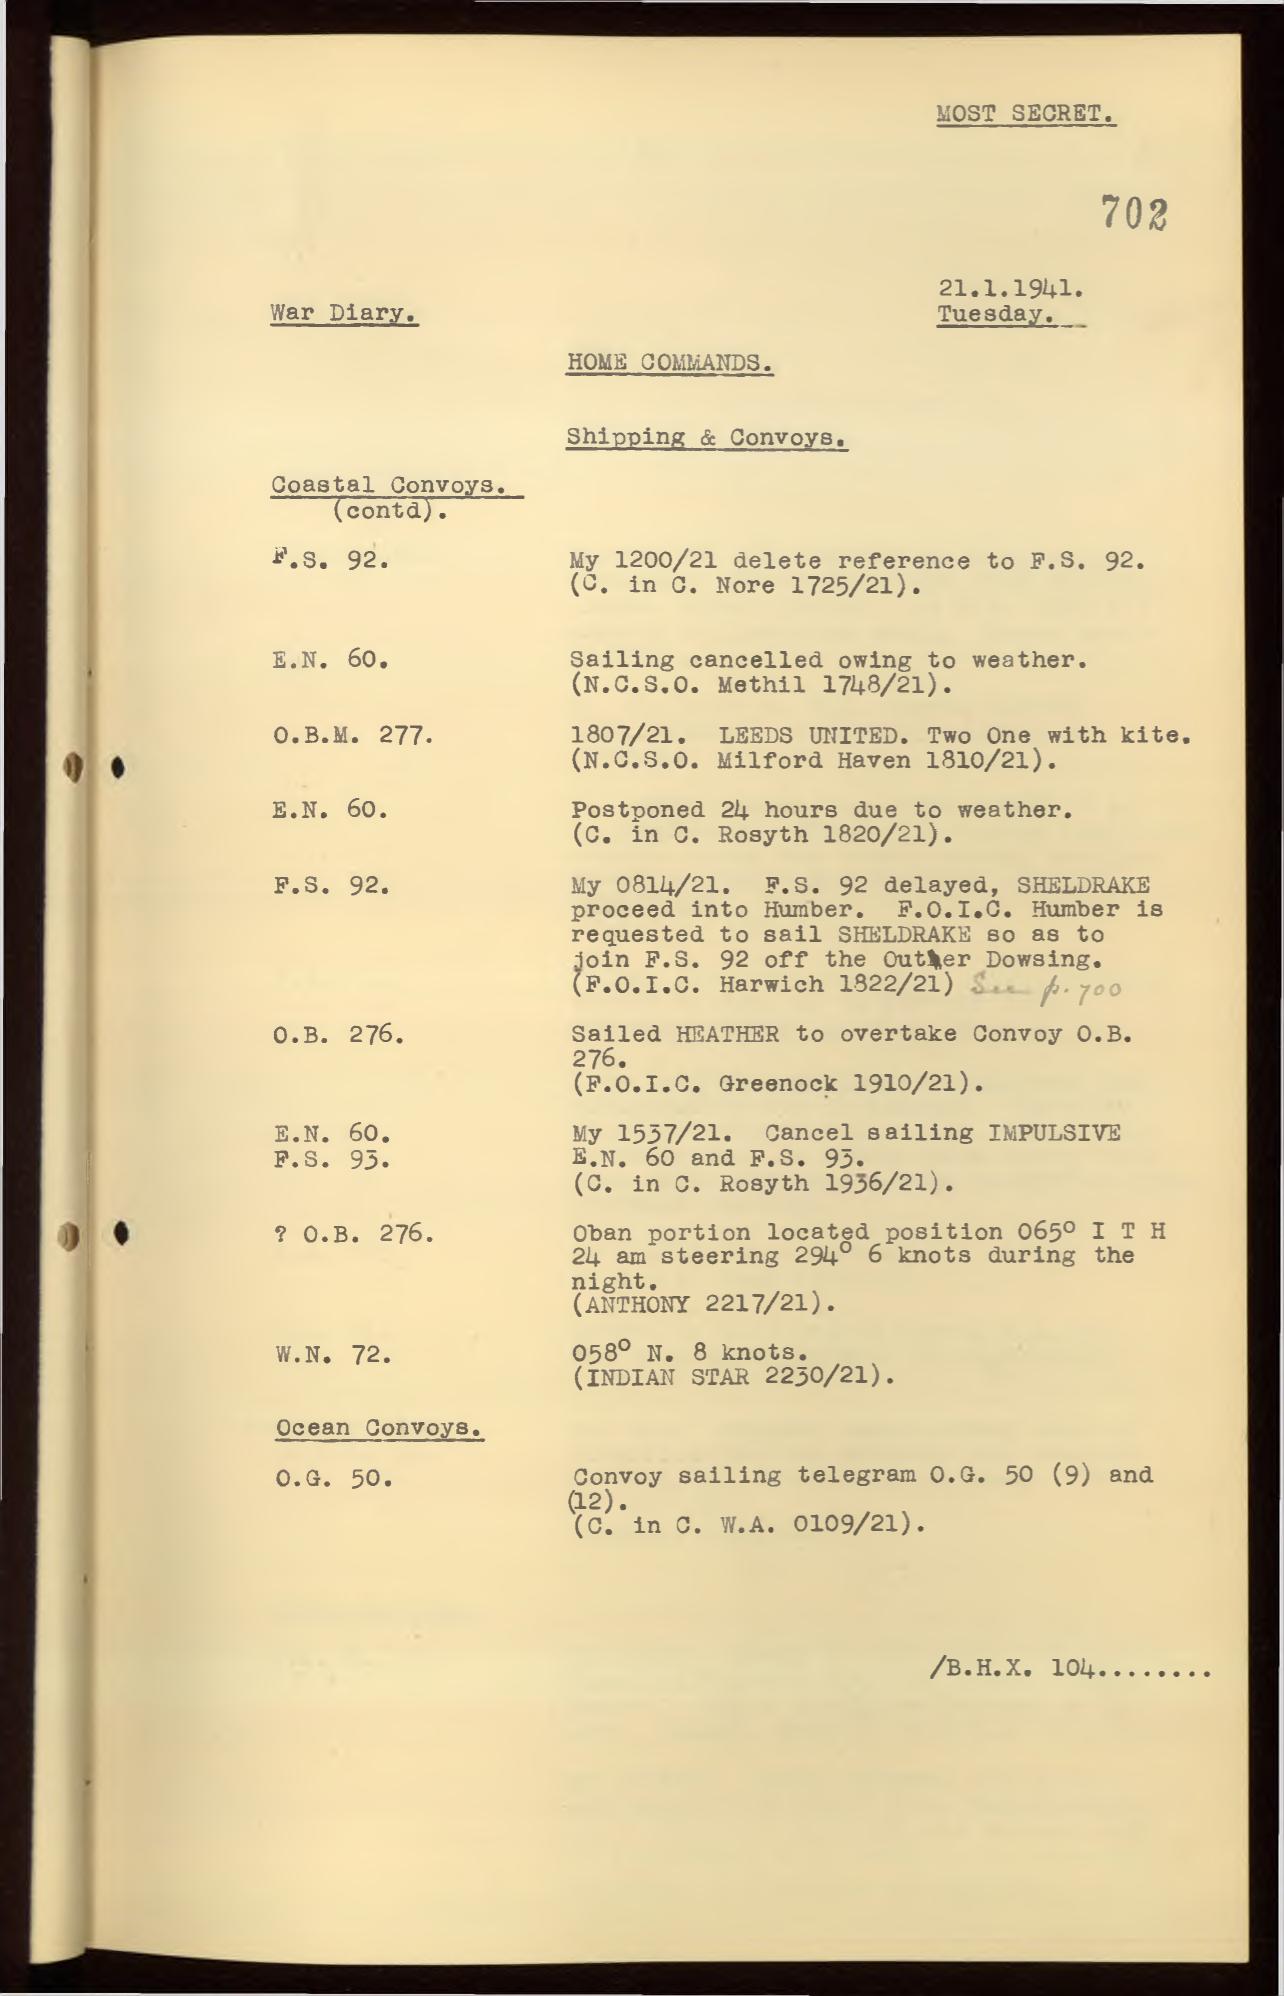 MOST SECRET.
702
21.1.1941.
War Diary.
Tuesday.
HOME COMMANDS.
Shipping & Convoys.
Coastal Convoys.
(contd).
F.S. 92.
My 1200/21 delete reference to F.S. 92.
(C. in C. Nore 1725/21).
E.N. 60.
Sailing cancelled owing to weather.
(N.C.S.O. Methil 1748/21).
O.B.M. 277.
1807/21. LEEDS UNITED. Two One with kite.
(N.C.S.O. Milford Haven 1810/21).
E.N. 60.
Postponed 24 hours due to weather.
(C. in C. Rosyth 1820/21).
F.S. 92.
My 0814/21. F.S. 92 delayed, SHELDRAKE
proceed into Humber. F.O.I.C. Humber is
requested to sail SHELDRAKE so as to
join F.S. 92 off the Outer Dowsing.
(F.O.I.C. Harwich 1822/21) See p. 700
O.B. 276.
Sailed HEATHER to overtake Convoy O.B.
276.
(F.O.I.C. Greenock 1910/21).
E.N. 60.
F.S. 93.
My 1537/21. Cancel sailing IMPULSIVE
E.N. 60 and F.S. 93.
(C. in C. Rosyth 1936/21).
? O.B. 276.
Oban portion located position 065° I T H
24 am steering 294° 6 knots during the
night.
(ANTHONY 2217/21).
W.N. 72.
058° N. 8 knots.
(INDIAN STAR 2230/21).
Ocean Convoys.
O.G. 50.
Convoy sailing telegram O.G. 50 (9) and
(12).
(C. in C. W.A. 0109/21).
/B.H.X. 104........